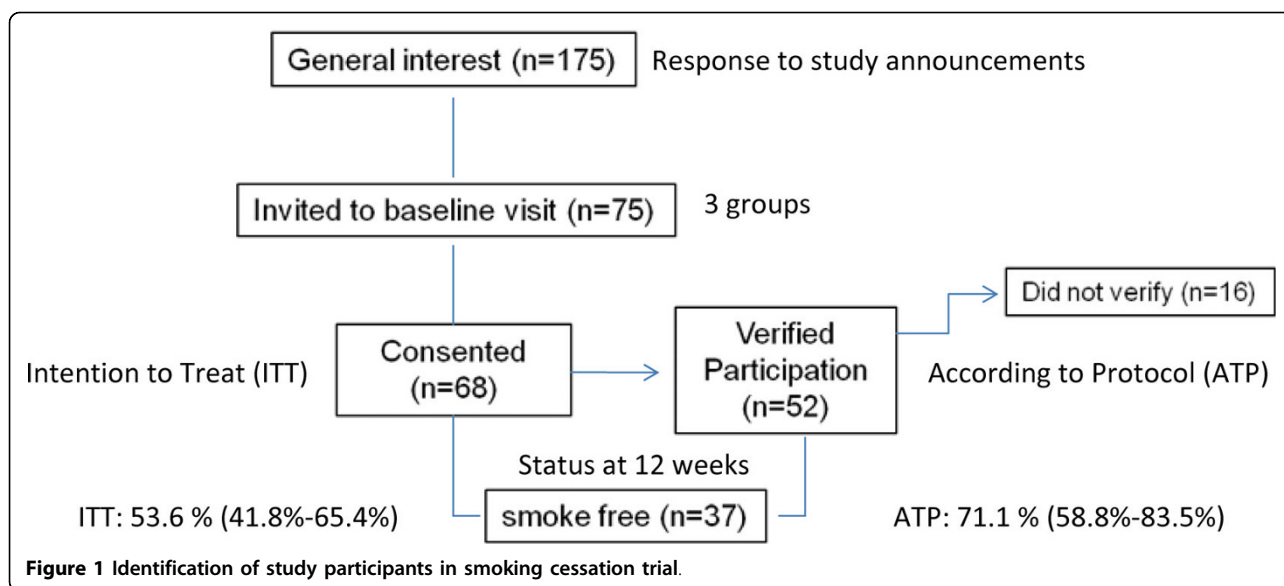 General interest (n=175) Response to study announcements
Invited to baseline visit (n=75) 3 groups
Did not verify (n=16)
Intention to Treat (ITT)
Consented
(n=68)
Verified
Participation
(n=52)
According to Protocol (ATP)
Status at 12 weeks
ITT: 53.6 % (41.8%-65.4%)
smoke free (n=37)
ATP: 71.1 % (58.8%-83.5%)
Figure 1 Identification of study participants in smoking cessation trial.